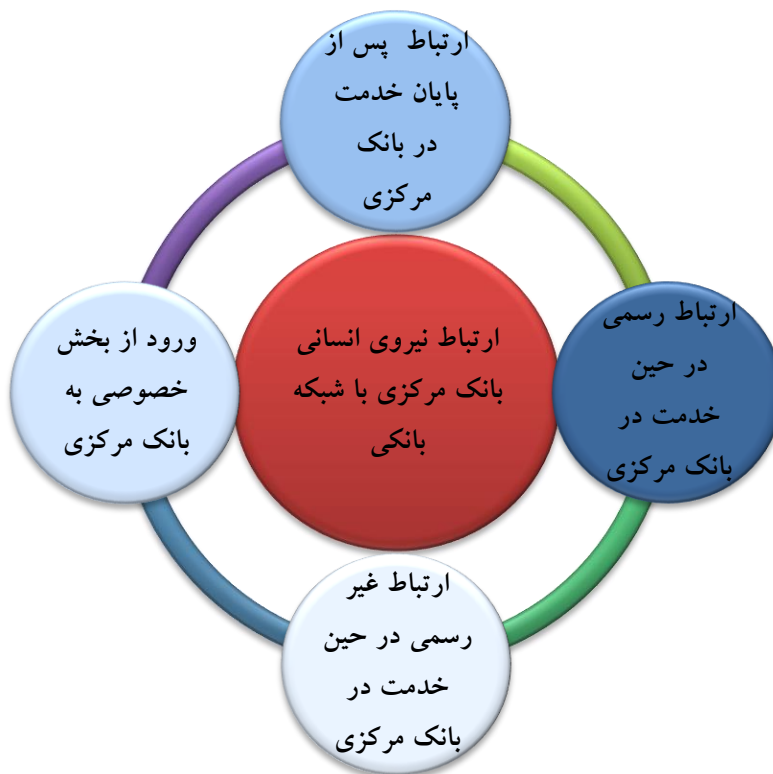 ارتباط پس از
پایان خدمت
در بانک
مرکزی
ارتباط رسمی
در حین
خدمت در
بانک مرکزی
ارتباط نیروی انسانی
بانک مرکزی با شبکه
بانکی
ورود از بخش
خصوصی به
بانک مرکزی
ارتباط غیر
رسمی در حین
خدمت در
بانک مرکزی